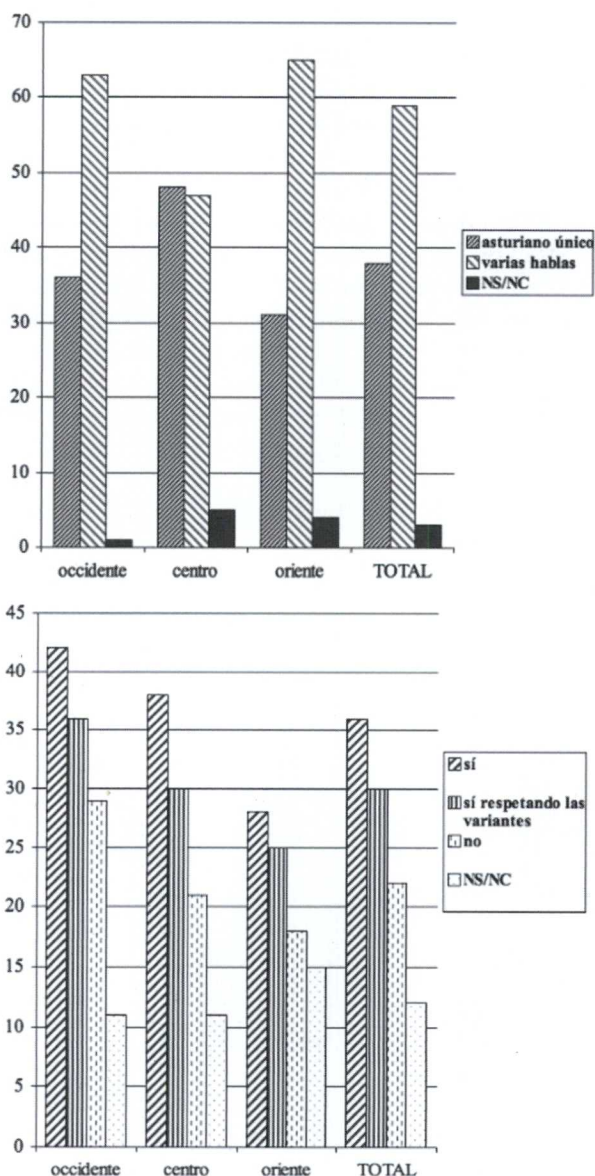 70
60
50
40
30
20
10
0
occidente centro oriente TOTAL
asturiano único
varias hablas
NS/NC
45
40
35
30
25
20
15
10
5
0
occidente centro oriente TOTAL
sí
sí respetando las
variantes
no
NS/NC